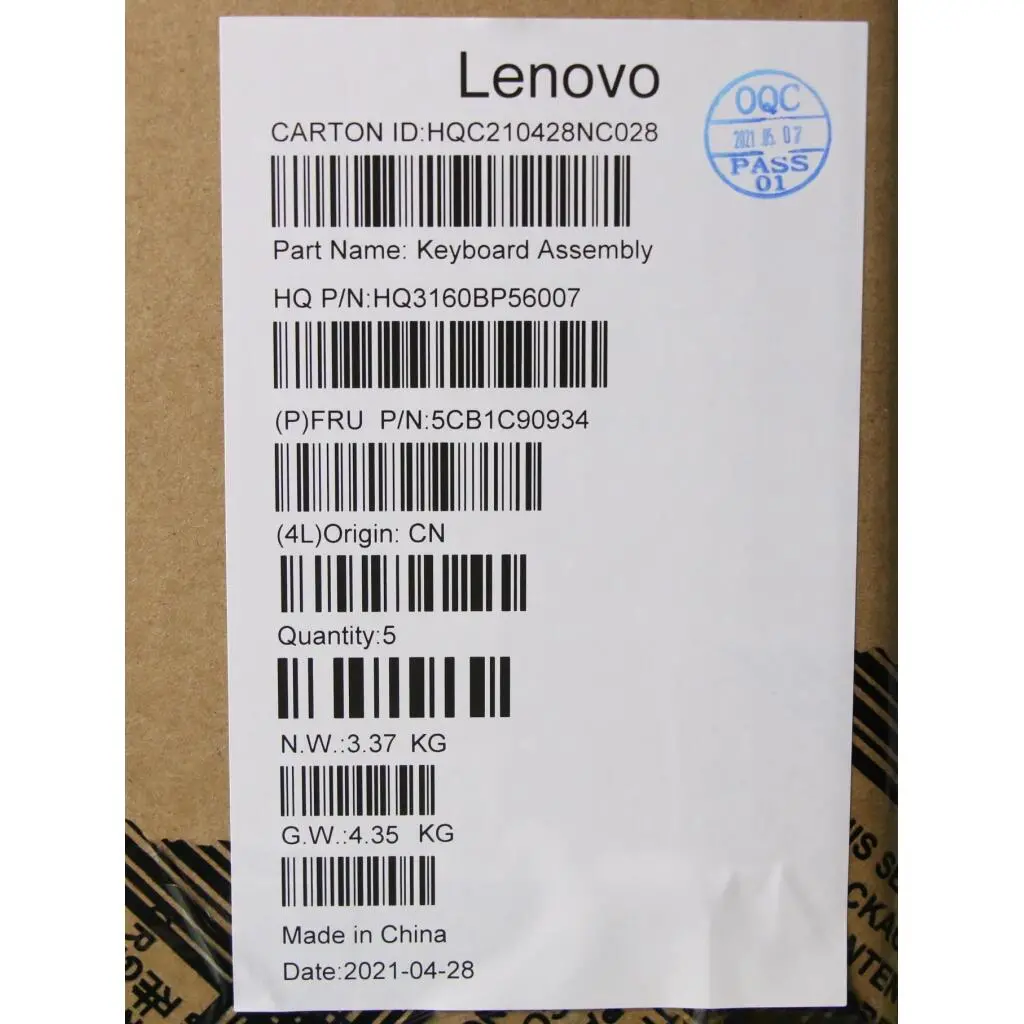 Lenovo
OQC
2021.05.07
PASS
01
CARTON ID:HQC210428NC028
Part Name: Keyboard Assembly
HQ P/N:HQ3160BP56007
(P)FRU P/N:5CB1C90934
(4L)Origin: CN
Quantity:5
N.W.:3.37 KG
G.W.:4.35 KG
Made in China
Date:2021-04-28